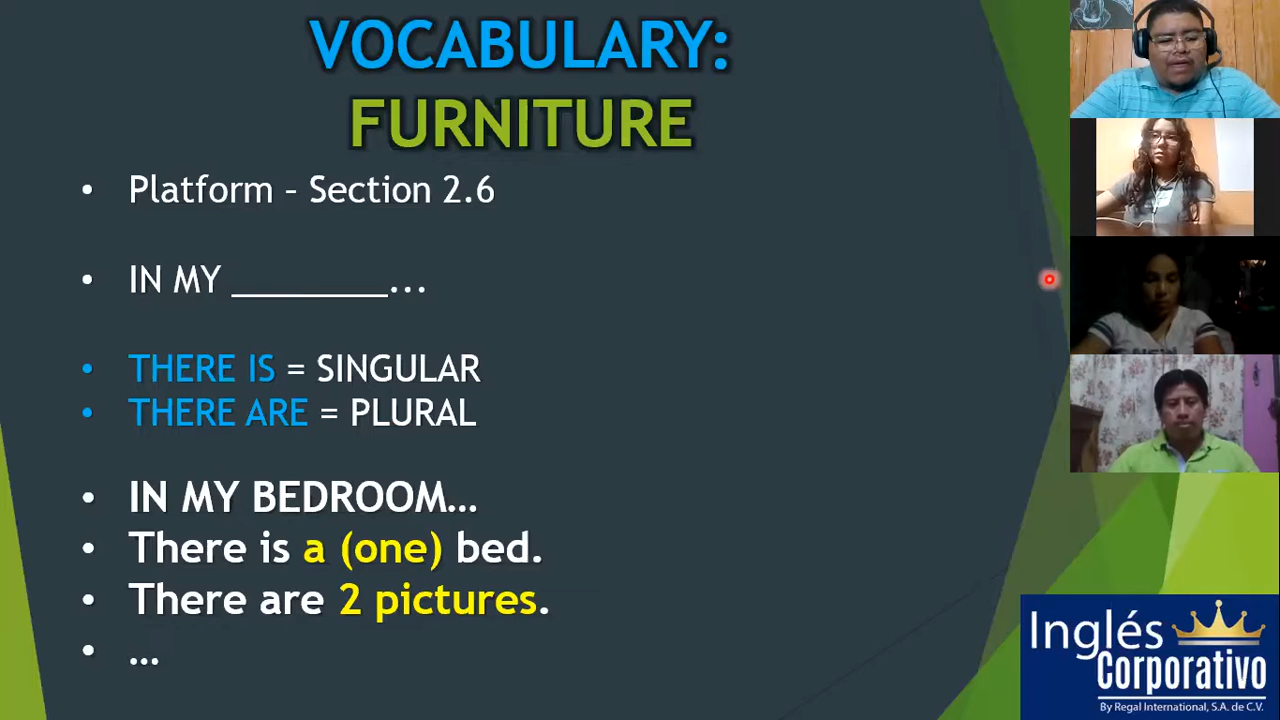 VOCABULARY:
FURNITURE
• Platform – Section 2.6
• IN MY ________...
• THERE IS = SINGULAR
• THERE ARE = PLURAL
• IN MY BEDROOM…
• There is a (one) bed.
• There are 2 pictures.
• …
Inglés
Corporativo
By Regal International, S.A. de C.V.